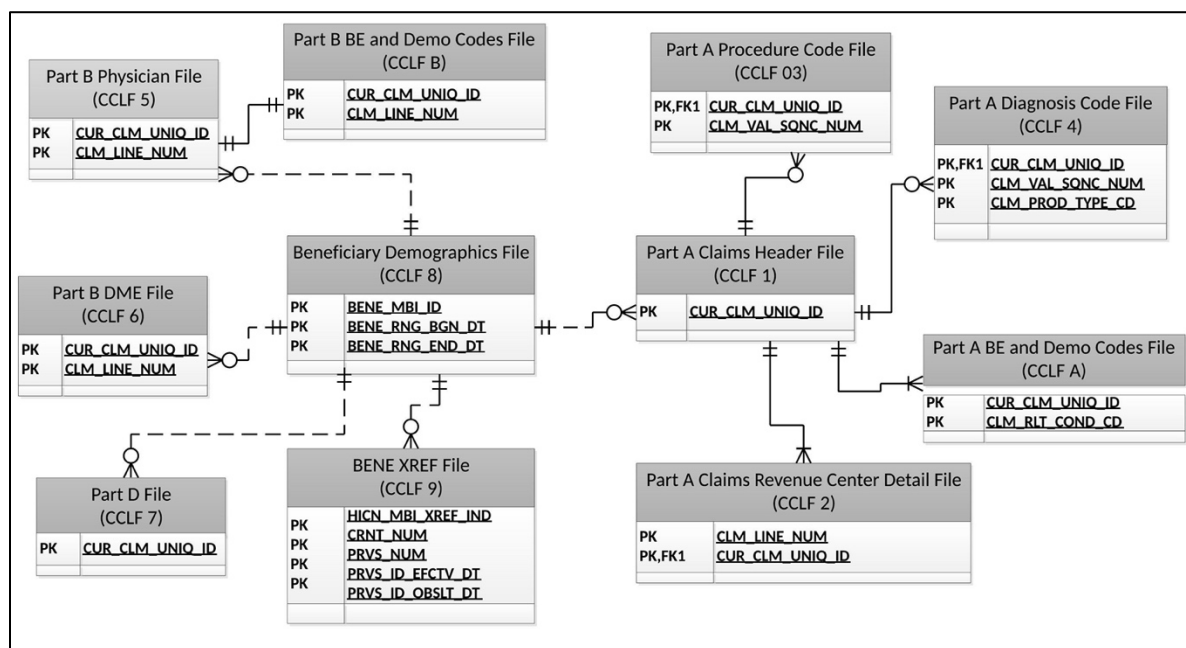 Part B Physician File
(CCLF 5)
PK CUR_CLM_UNIQ_ID
PK CLM_LINE_NUM
Part B BE and Demo Codes File
(CCLF B)
PK CUR_CLM_UNIQ_ID
PK CLM_LINE_NUM
Part A Procedure Code File
(CCLF 03)
PK,FK1 CUR_CLM_UNIQ_ID
PK CLM_VAL_SQNC_NUM
Part A Diagnosis Code File
(CCLF 4)
PK,FK1 CUR_CLM_UNIQ_ID
PK CLM_VAL_SQNC_NUM
PK CLM_PROD_TYPE_CD
Beneficiary Demographics File
(CCLF 8)
PK BENE_MBI_ID
PK BENE_RNG_BGN_DT
PK BENE_RNG_END_DT
Part A Claims Header File
(CCLF 1)
PK CUR_CLM_UNIQ_ID
Part B DME File
(CCLF 6)
PK CUR_CLM_UNIQ_ID
PK CLM_LINE_NUM
Part A BE and Demo Codes File
(CCLF A)
PK CUR_CLM_UNIQ_ID
PK CLM_RLT_COND_CD
Part D File
(CCLF 7)
PK CUR_CLM_UNIQ_ID
BENE XREF File
(CCLF 9)
HICN_MBI_XREF_IND
PK CRNT_NUM
PK PRVS_NUM
PK PRVS_ID_EFCTV_DT
PK PRVS_ID_OBSLT_DT
Part A Claims Revenue Center Detail File
(CCLF 2)
PK CLM_LINE_NUM
PK,FK1 CUR_CLM_UNIQ_ID